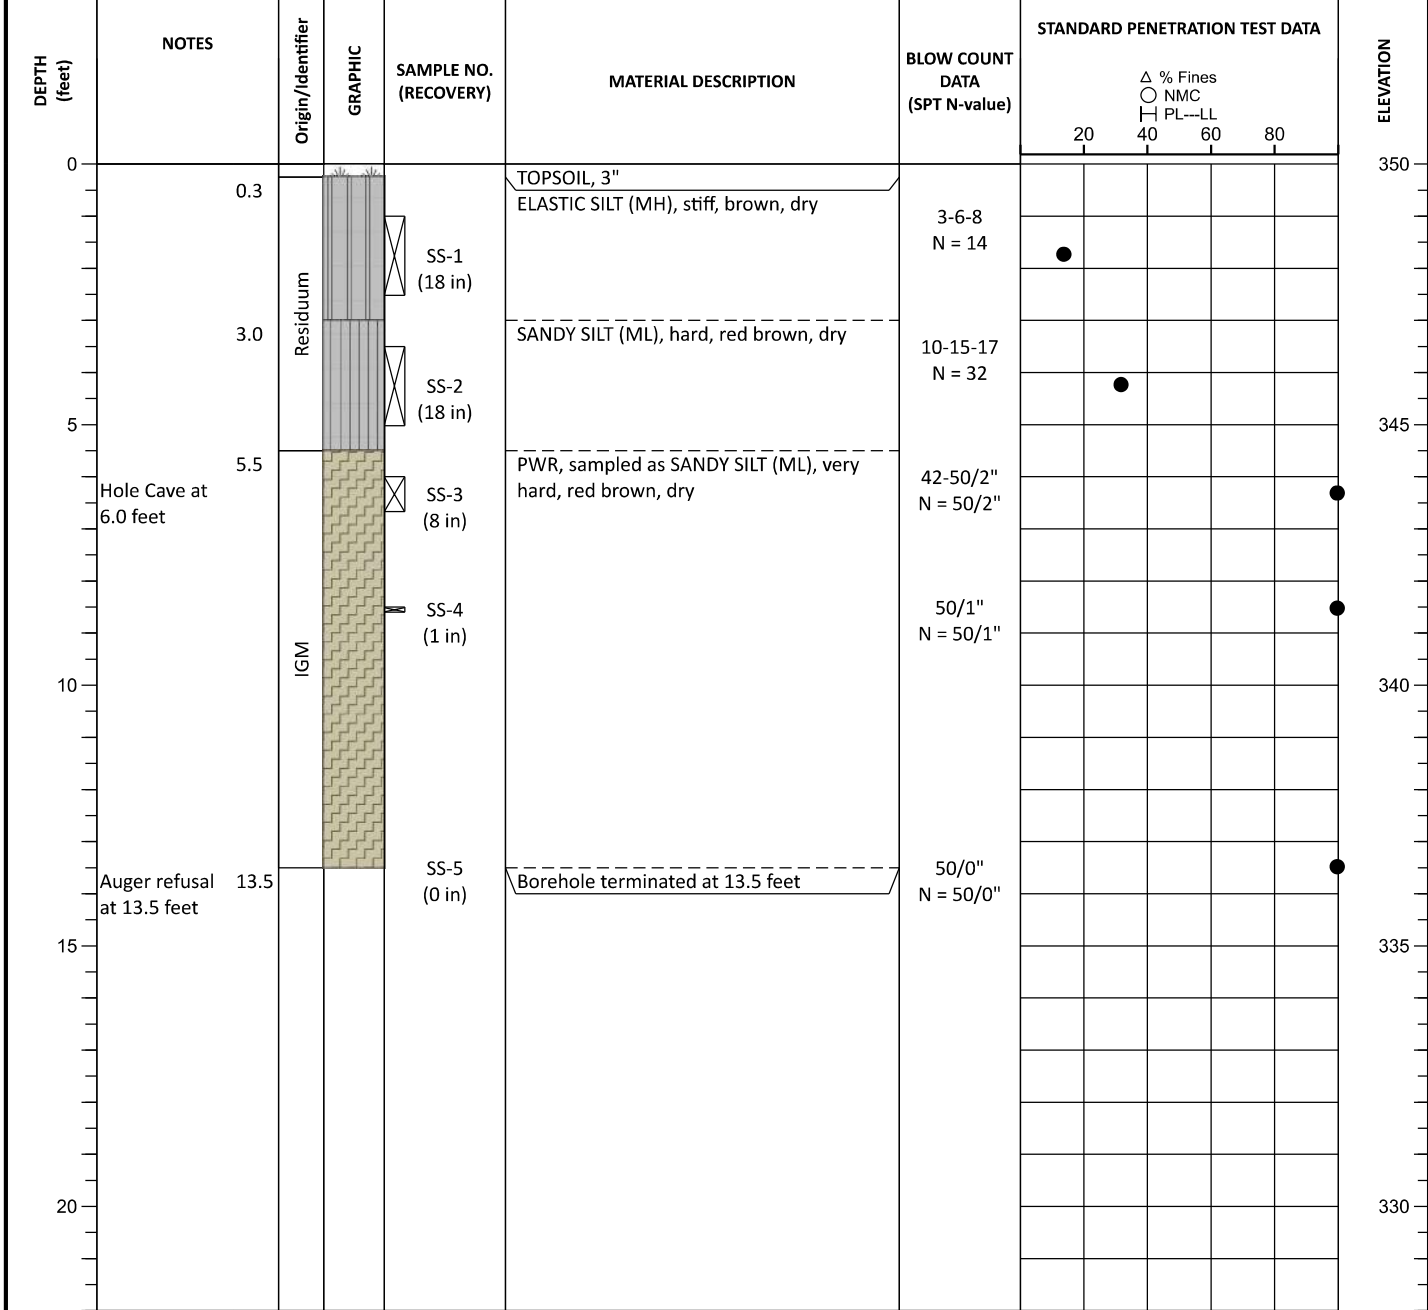 DEPTH
(feet)
NOTES
Origin/Identifier
GRAPHIC
SAMPLE NO.
(RECOVERY)
MATERIAL DESCRIPTION
BLOW COUNT
DATA
(SPT N-value)
STANDARD PENETRATION TEST DATA
% Fines
NMC
PL---LL
20 40 60 80
ELEVATION
0
350
TOPSOIL, 3"
0.3
ELASTIC SILT (MH), stiff, brown, dry
3-6-8
N = 14
SS-1
(18 in)
Residuum
3.0
SANDY SILT (ML), hard, red brown, dry
10-15-17
N = 32
SS-2
(18 in)
5
345
5.5
PWR, sampled as SANDY SILT (ML), very
hard, red brown, dry
42-50/2"
N = 50/2"
Hole Cave at
6.0 feet
SS-3
(8 in)
SS-4
(1 in)
50/1"
N = 50/1"
IGM
10
340
SS-5
(0 in)
50/0"
N = 50/0"
Auger refusal 13.5
at 13.5 feet
Borehole terminated at 13.5 feet
15
335
20
330